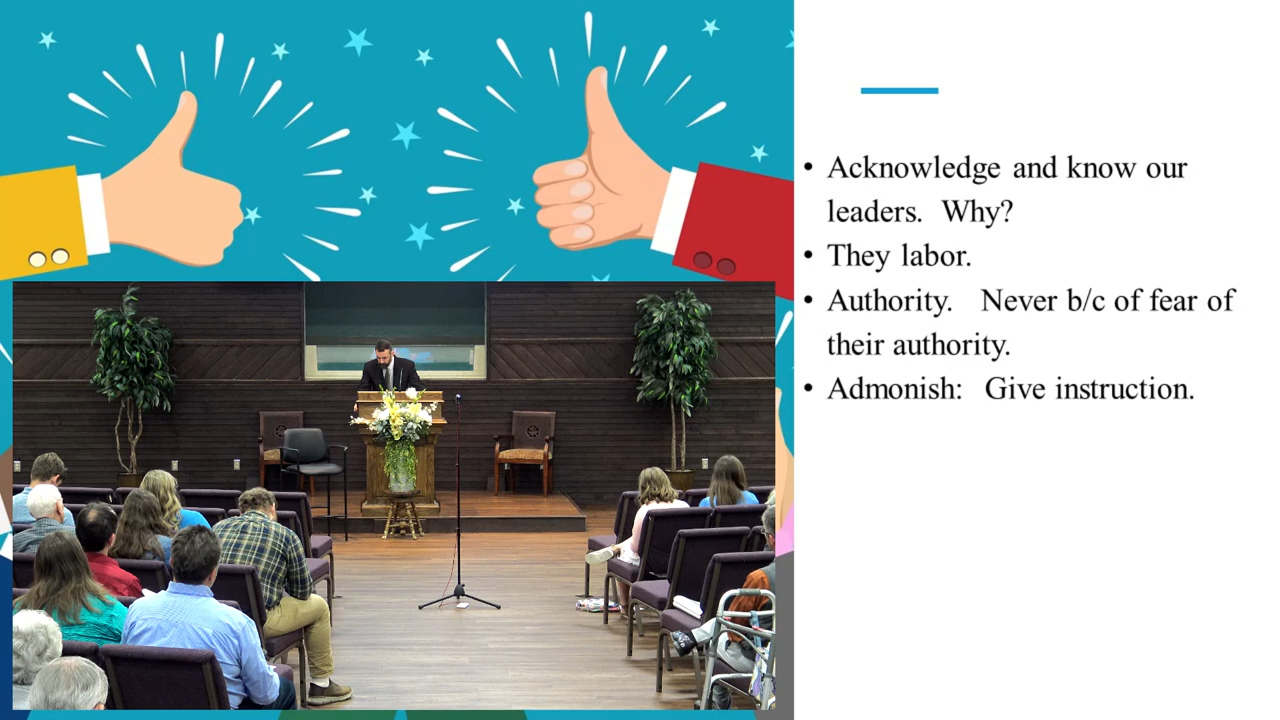 • Acknowledge and know our
leaders.  Why?
• They labor.
• Authority.   Never b/c of fear of
their authority.
• Admonish:  Give instruction.